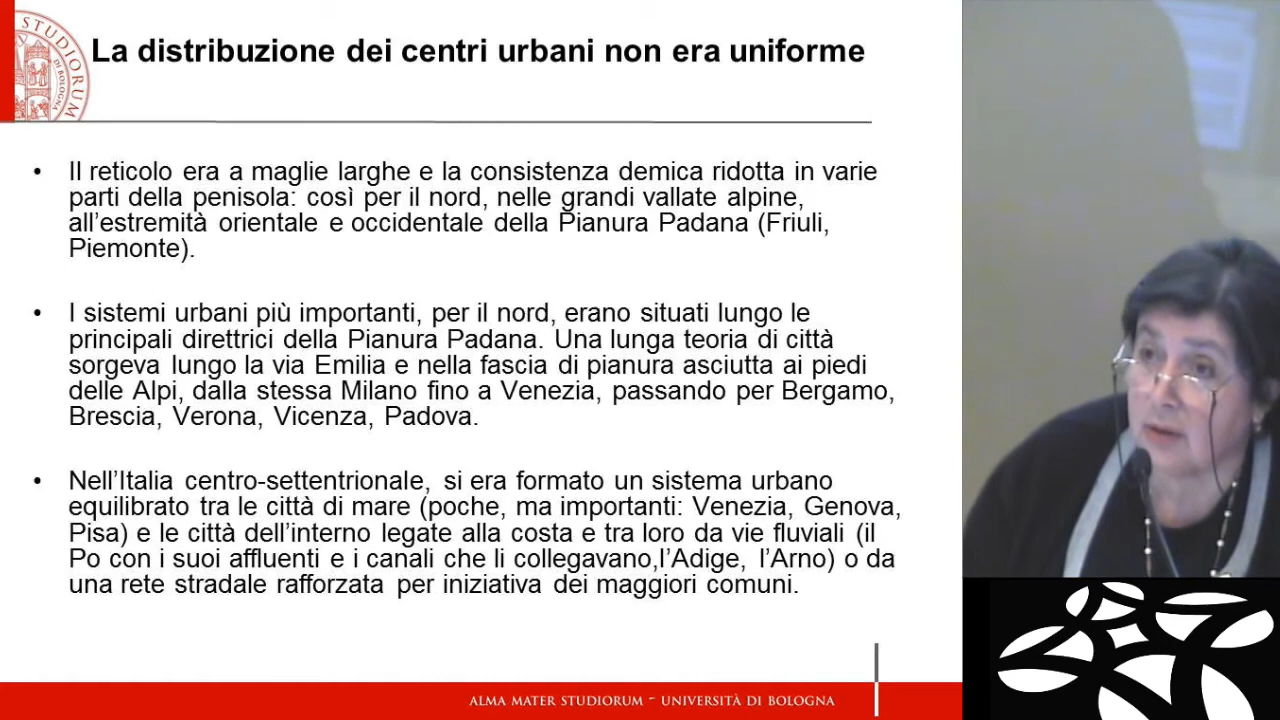 La distribuzione dei centri urbani non era uniforme
STUDIORUM
DI BOLOGNA
• Il reticolo era a maglie larghe e la consistenza demica ridotta in varie
parti della penisola: così per il nord, nelle grandi vallate alpine,
all’estremità orientale e occidentale della Pianura Padana (Friuli,
Piemonte).
• I sistemi urbani più importanti, per il nord, erano situati lungo le
principali direttrici della Pianura Padana. Una lunga teoria di città
sorgeva lungo la via Emilia e nella fascia di pianura asciutta ai piedi
delle Alpi, dalla stessa Milano fino a Venezia, passando per Bergamo,
Brescia, Verona, Vicenza, Padova.
• Nell’Italia centro-settentrionale, si era formato un sistema urbano
equilibrato tra le città di mare (poche, ma importanti: Venezia, Genova,
Pisa) e le città dell’interno legate alla costa e tra loro da vie fluviali (il
Po con i suoi affluenti e i canali che li collegavano,l’Adige, l’Arno) o da
una rete stradale rafforzata per iniziativa dei maggiori comuni.
ALMA MATER STUDIORUM ~ UNIVERSITÀ DI BOLOGNA